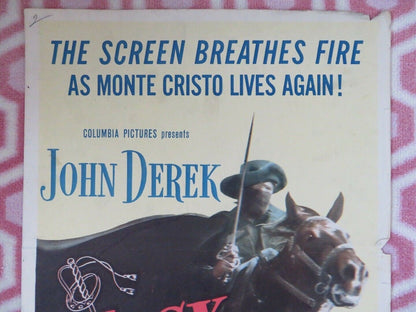 THE SCREEN BREATHES FIRE
AS MONTE CRISTO LIVES AGAIN!
COLUMBIA PICTURES presents
JOHN DEREK